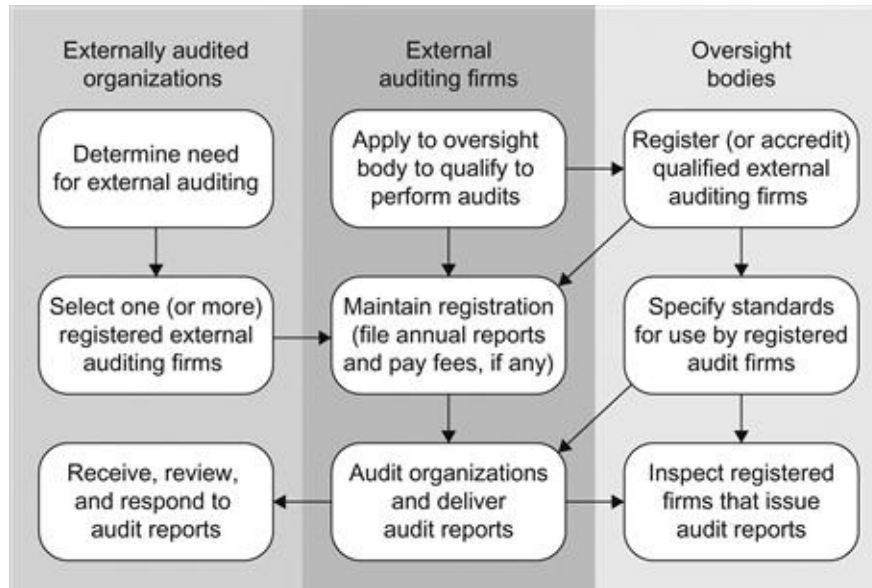 Externally audited
organizations
External
auditing firms
Oversight
bodies
Determine need
for external auditing
Apply to oversight
body to qualify to
perform audits
Register (or accredit)
qualified external
auditing firms
Select one (or more)
registered external
auditing firms
Maintain registration
(file annual reports
and pay fees, if any)
Specify standards
for use by registered
audit firms
Receive, review,
and respond to
audit reports
Audit organizations
and deliver
audit reports
Inspect registered
firms that issue
audit reports